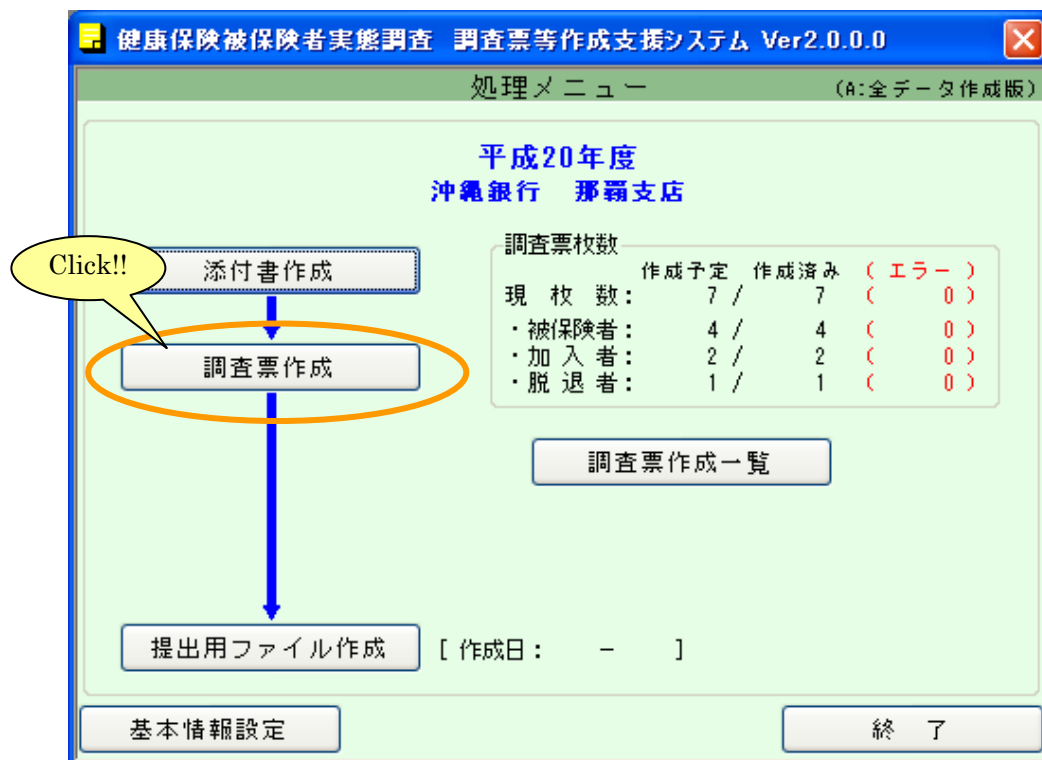 健康保険被保険者実態調査 調査票等作成支援システム Ver2.0.0.0
処理メニュー (A:全データ作成版)
平成20年度
沖縄銀行 那覇支店
Click!!
添付書作成
調査票作成
調査票枚数
作成予定 作成済み (エラー)
現 枚 数: 7 / 7 ( 0 )
・被保険者: 4 / 4 ( 0 )
・加 入 者: 2 / 2 ( 0 )
・脱 退 者: 1 / 1 ( 0 )
調査票作成一覧
提出用ファイル作成 [ 作成日: － ]
基本情報設定 終 了